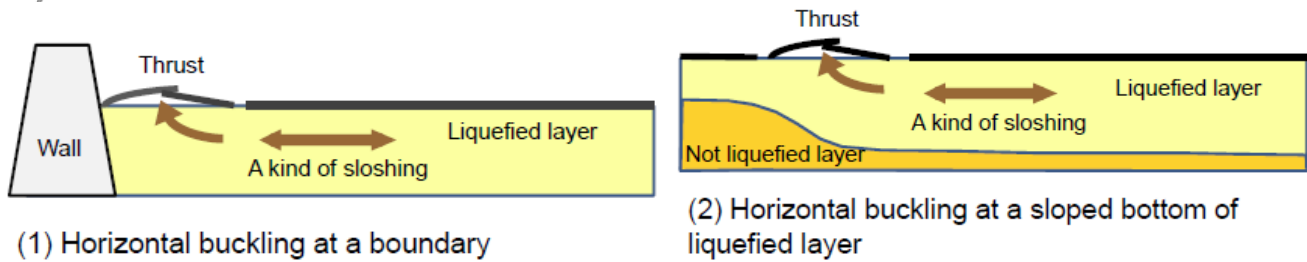 Thrust
Wall
Liquefied layer
A kind of sloshing
(1) Horizontal buckling at a boundary
Thrust
Liquefied layer
A kind of sloshing
Not liquefied layer
(2) Horizontal buckling at a sloped bottom of
liquefied layer